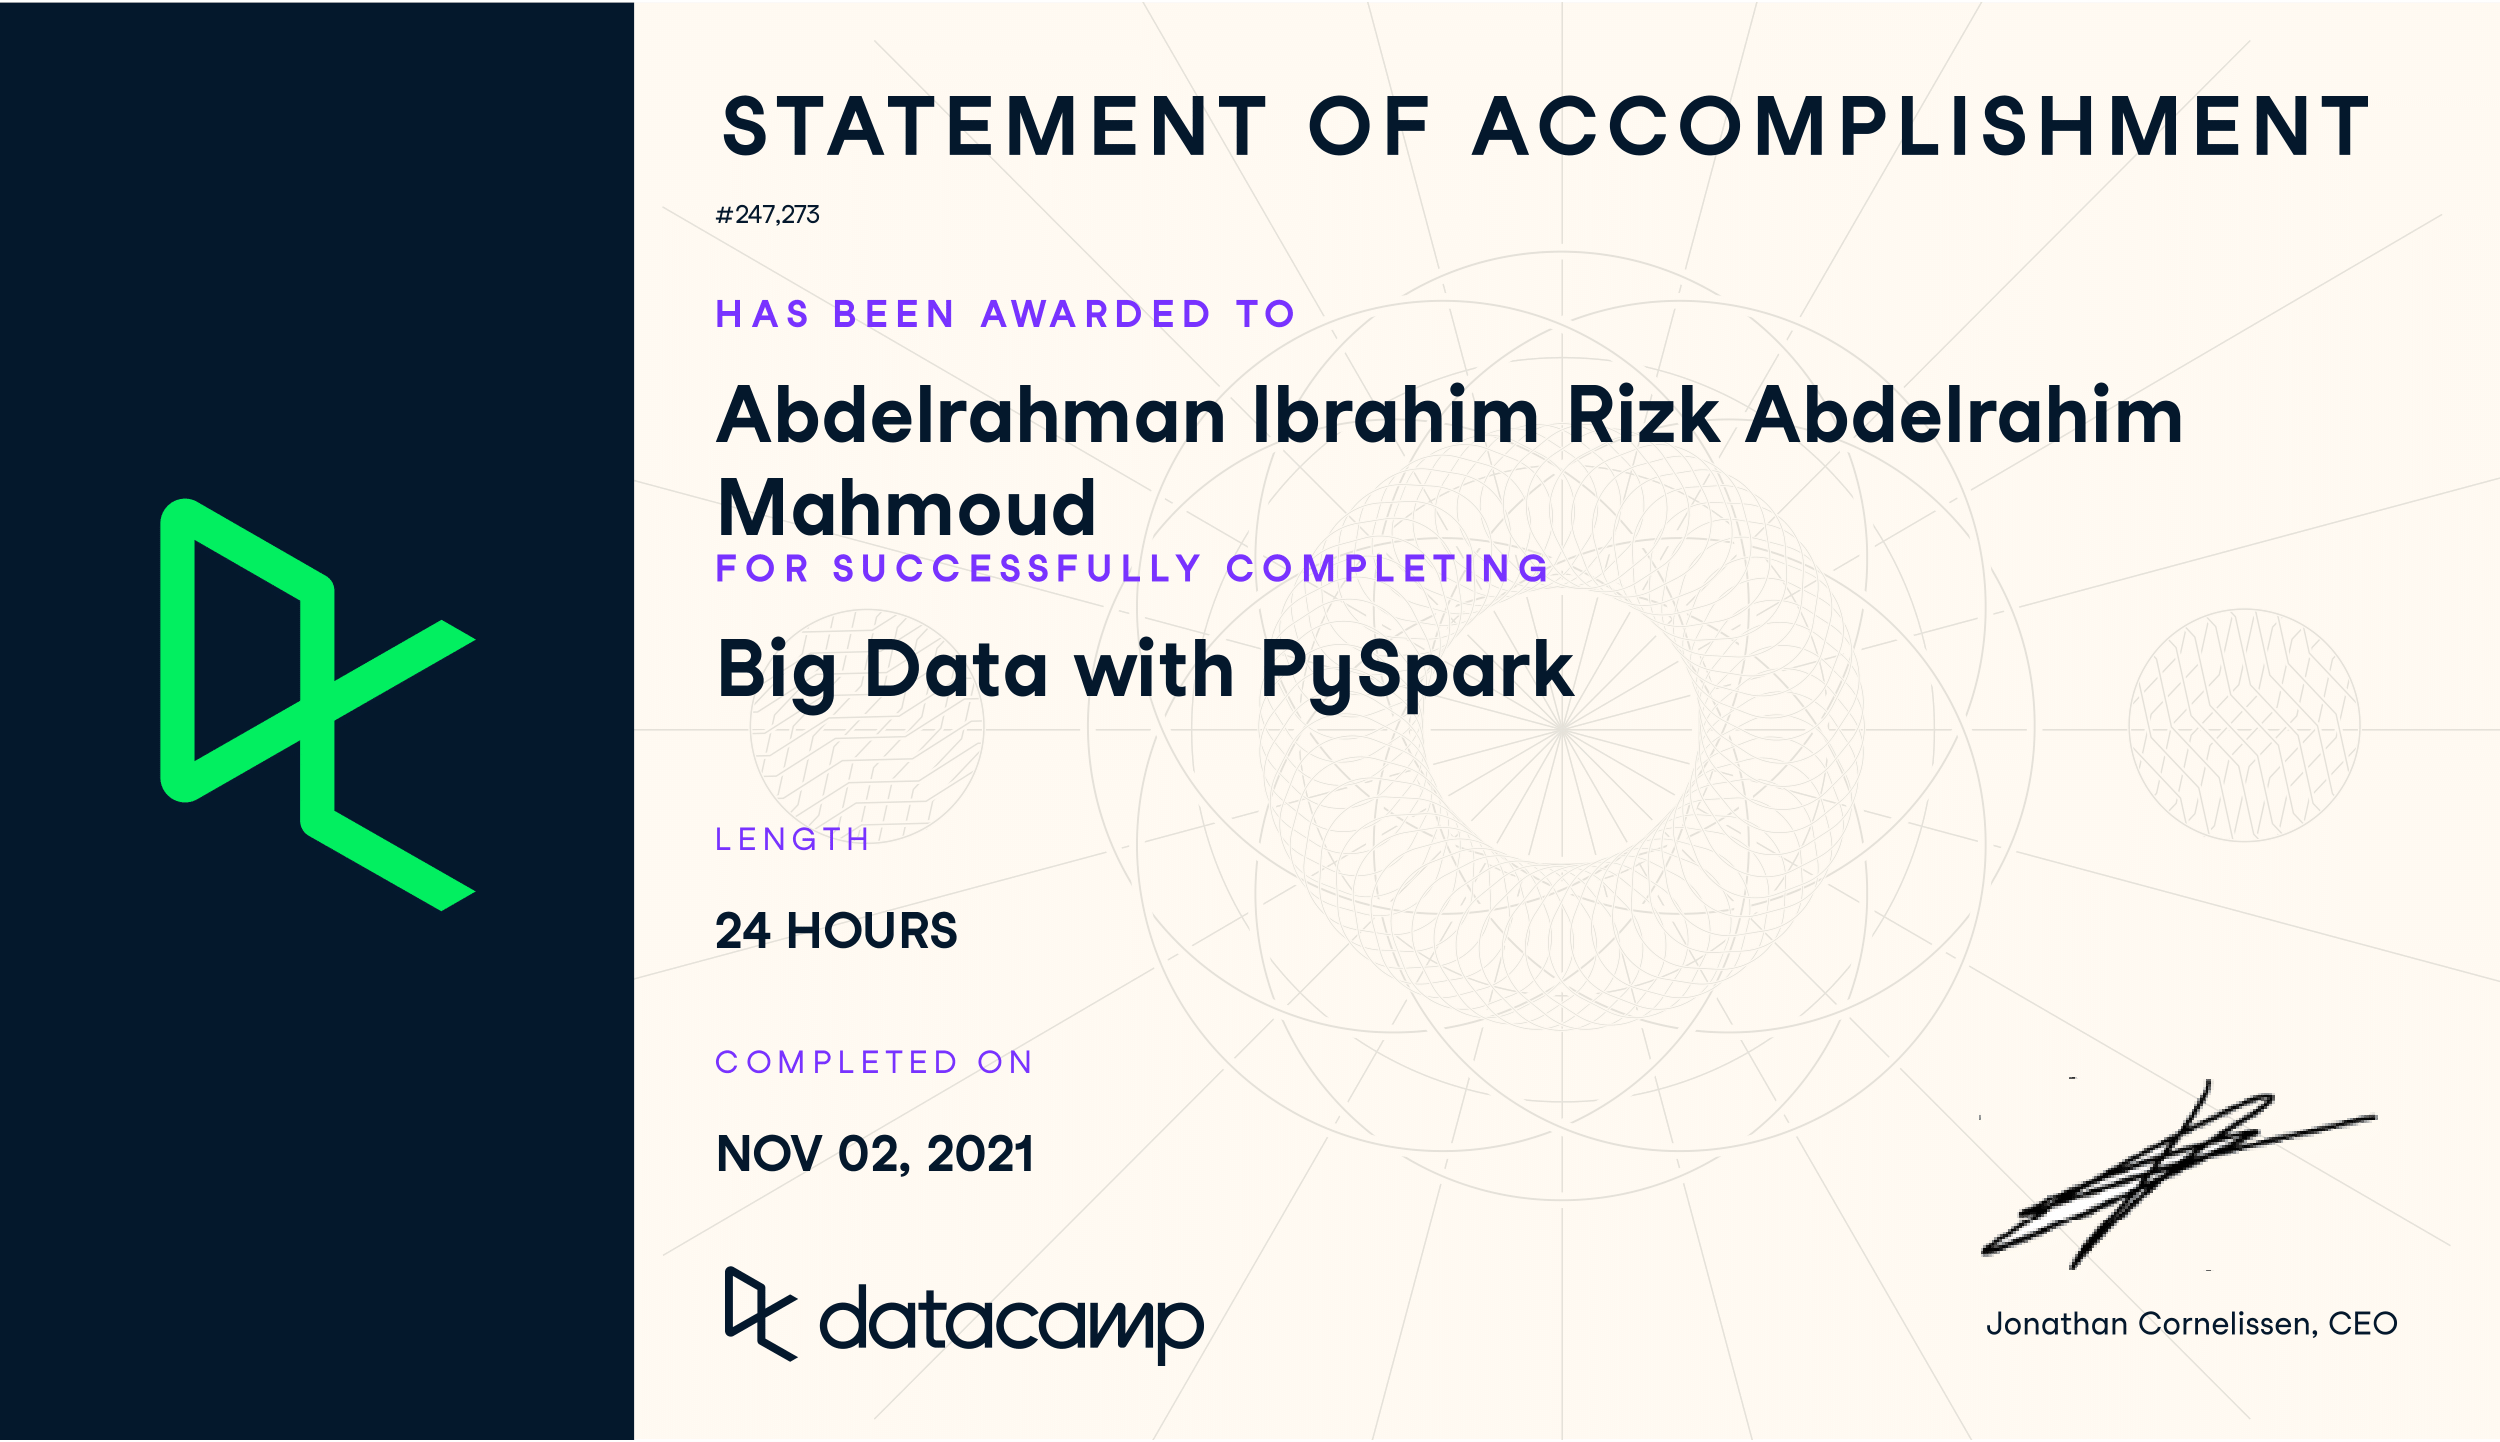 STATEMENT OF ACCOMPLISHMENT
#247,273
HAS BEEN AWARDED TO
Abdelrahman Ibrahim Rizk Abdelrahim
Mahmoud
FOR SUCCESSFULLY COMPLETING
Big Data with PySpark
LENGTH
24 HOURS
COMPLETED ON
NOV 02, 2021
datacamp
Jonathan Cornelissen, CEO